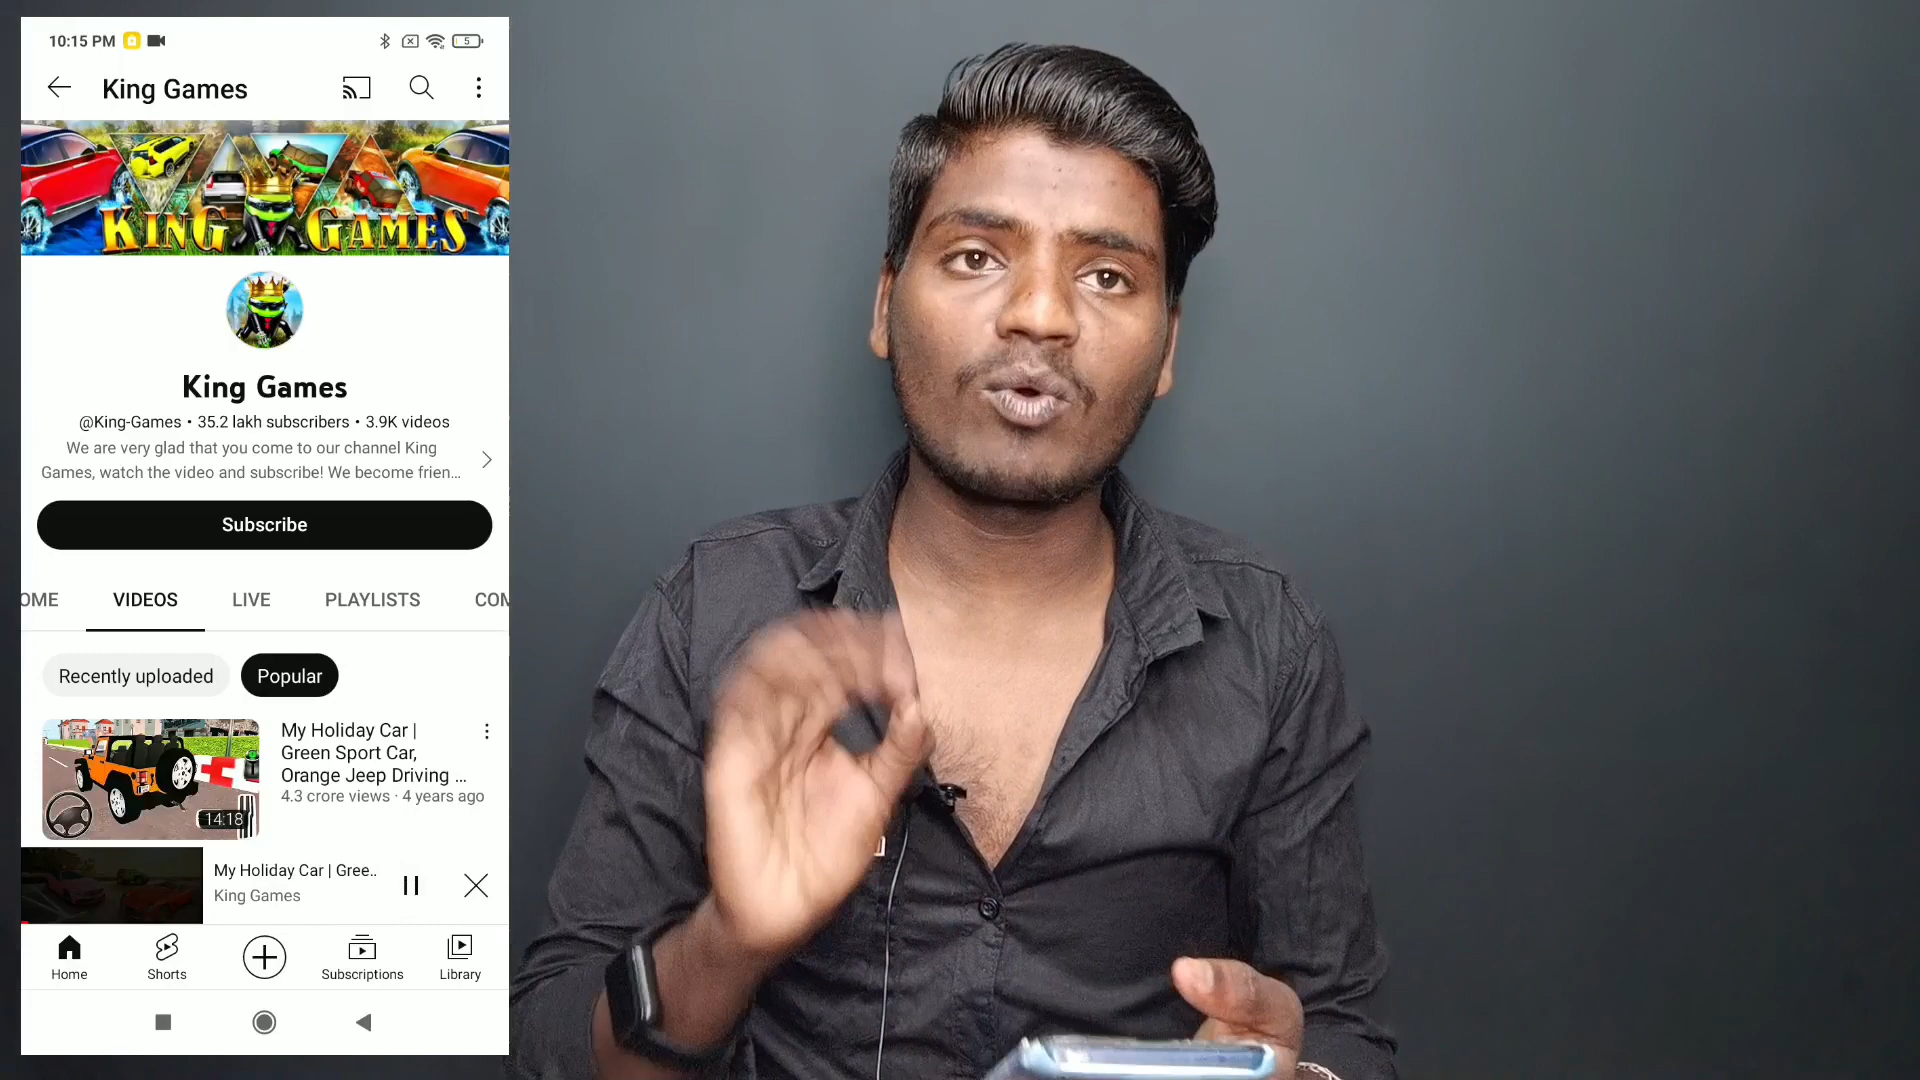 10:15 PM
5
King Games
KING GAMES
King Games
@King-Games • 35.2 lakh subscribers • 3.9K videos
We are very glad that you come to our channel King
Games, watch the video and subscribe! We become frien...
Subscribe
OME VIDEOS LIVE PLAYLISTS COM
Recently uploaded Popular
My Holiday Car |
Green Sport Car,
Orange Jeep Driving ...
4.3 crore views · 4 years ago
14:18
My Holiday Car | Gree..
King Games
Home Shorts Subscriptions Library